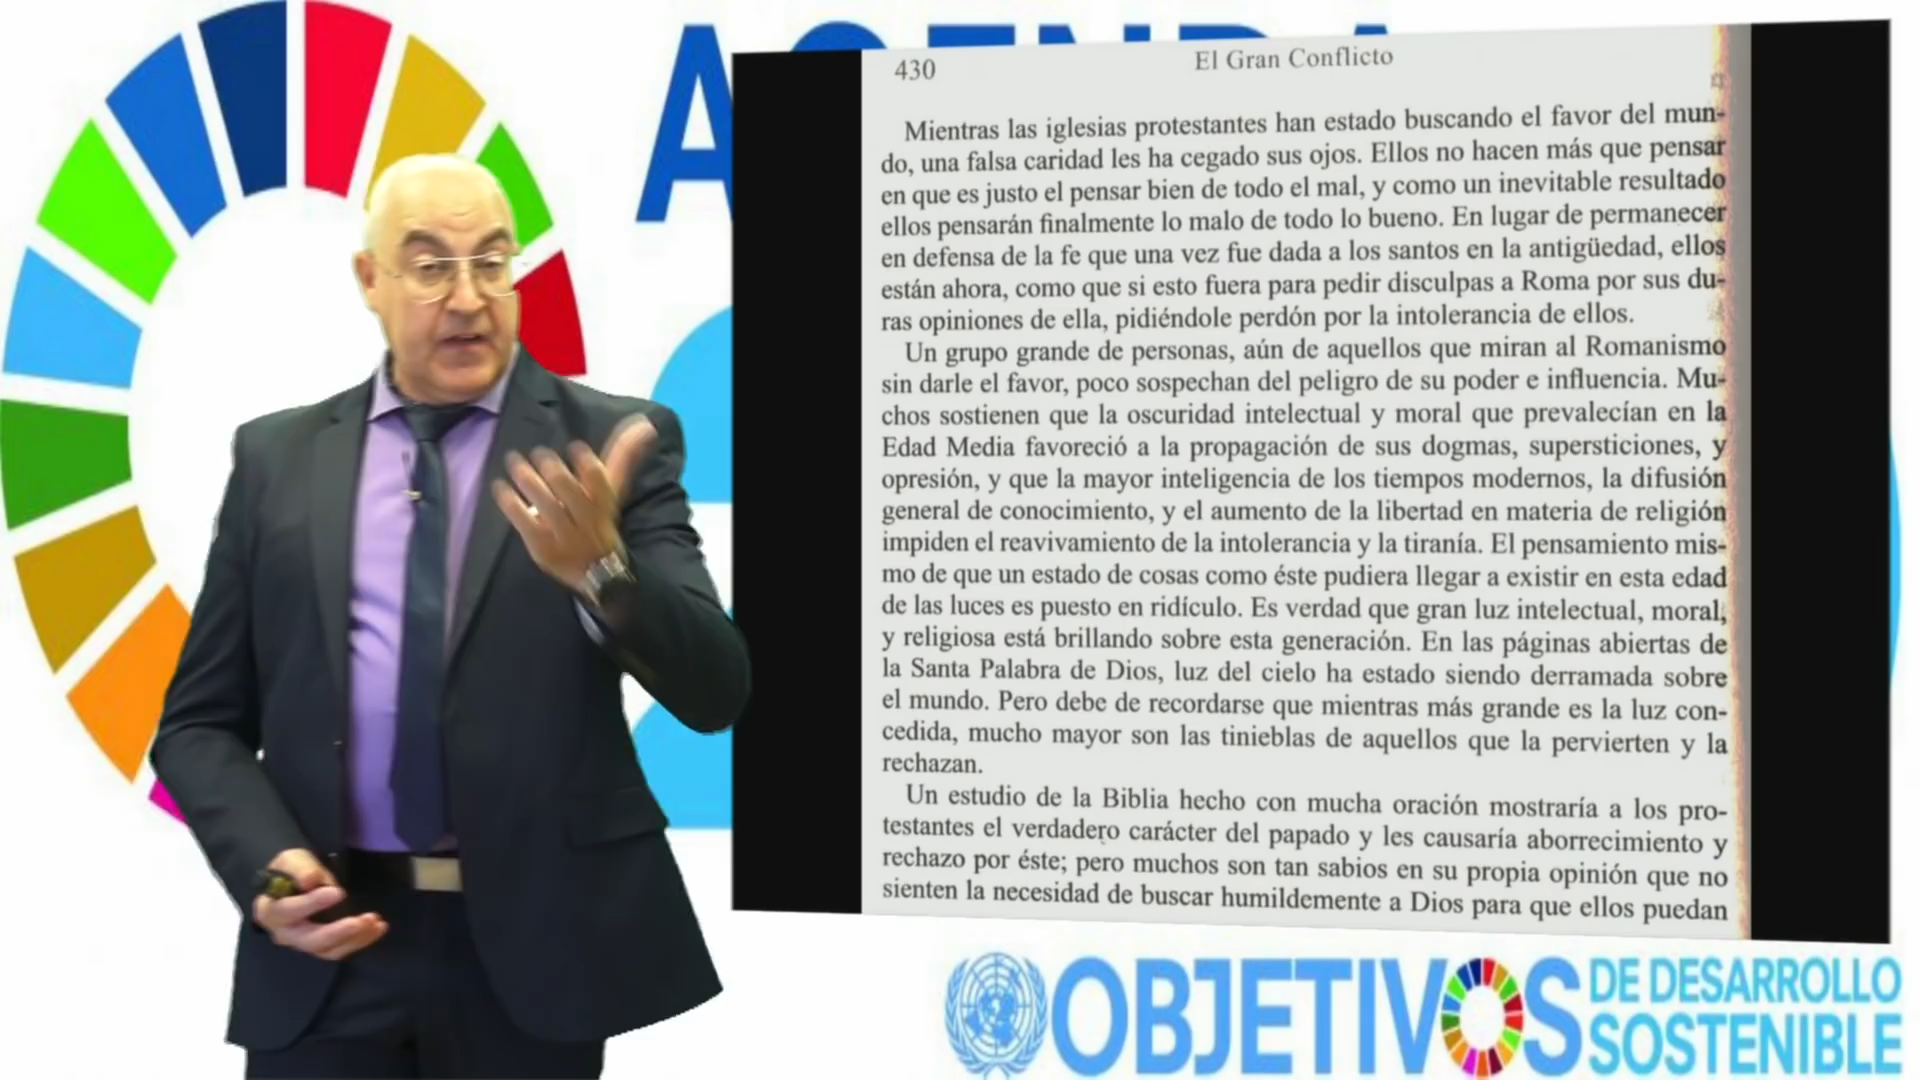 430
El Gran Conflicto
Mientras las iglesias protestantes han estado buscando el favor del mun-
do, una falsa caridad les ha cegado sus ojos. Ellos no hacen más que pensar
en que es justo el pensar bien de todo el mal, y como un inevitable resultado
ellos pensarán finalmente lo malo de todo lo bueno. En lugar de permanecer
en defensa de la fe que una vez fue dada a los santos en la antigüedad, ellos
están ahora, como que si esto fuera para pedir disculpas a Roma por sus du-
ras opiniones de ella, pidiéndole perdón por la intolerancia de ellos.
Un grupo grande de personas, aún de aquellos que miran al Romanismo
sin darle el favor, poco sospechan del peligro de su poder e influencia. Mu-
chos sostienen que la oscuridad intelectual y moral que prevalecían en la
Edad Media favoreció a la propagación de sus dogmas, supersticiones, y
opresión, y que la mayor inteligencia de los tiempos modernos, la difusión
general de conocimiento, y el aumento de la libertad en materia de religión
impiden el reavivamiento de la intolerancia y la tiranía. El pensamiento mis-
mo de que un estado de cosas como éste pudiera llegar a existir en esta edad
de las luces es puesto en ridículo. Es verdad que gran luz intelectual, moral,
y religiosa está brillando sobre esta generación. En las páginas abiertas de
la Santa Palabra de Dios, luz del cielo ha estado siendo derramada sobre
el mundo. Pero debe de recordarse que mientras más grande es la luz con-
cedida, mucho mayor son las tinieblas de aquellos que la pervierten y la
rechazan.
Un estudio de la Biblia hecho con mucha oración mostraría a los pro-
testantes el verdadero carácter del papado y les causaría aborrecimiento y
rechazo por éste; pero muchos son tan sabios en su propia opinión que no
sienten la necesidad de buscar humildemente a Dios para que ellos puedan
OBJETIVOS
DE DESARROLLO
SOSTENIBLE